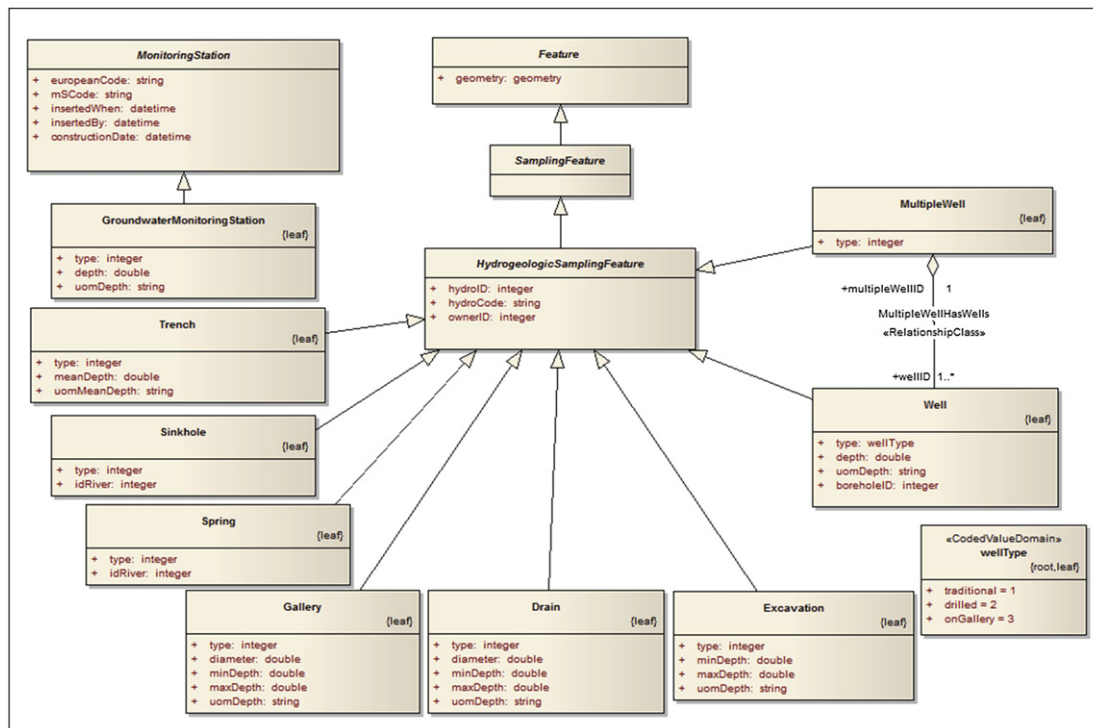 MonitoringStation
+ europeanCode: string
+ mSCode: string
+ insertedWhen: datetime
+ insertedBy: datetime
+ constructionDate: datetime
Feature
+ geometry: geometry
SamplingFeature
GroundwaterMonitoringStation
{leaf}
+ type: integer
+ depth: double
+ uomDepth: string
HydrogeologicSamplingFeature
+ hydroID: integer
+ hydroCode: string
+ ownerID: integer
MultipleWell
{leaf}
+ type: integer
+multipleWellID 1
MultipleWellHasWells
«RelationshipClass»
+wellID 1..*
Trench
{leaf}
+ type: integer
+ meanDepth: double
+ uomMeanDepth: string
Well
{leaf}
+ type: wellType
+ depth: double
+ uomDepth: string
+ boreholeID: integer
Sinkhole
{leaf}
+ type: integer
+ idRiver: integer
Spring
{leaf}
+ type: integer
+ idRiver: integer
«CodedValueDomain»
wellType
{root,leaf}
+ traditional = 1
+ drilled = 2
+ onGallery = 3
Gallery
{leaf}
+ type: integer
+ diameter: double
+ minDepth: double
+ maxDepth: double
+ uomDepth: string
Drain
{leaf}
+ type: integer
+ diameter: double
+ minDepth: double
+ maxDepth: double
+ uomDepth: string
Excavation
{leaf}
+ type: integer
+ minDepth: double
+ maxDepth: double
+ uomDepth: string